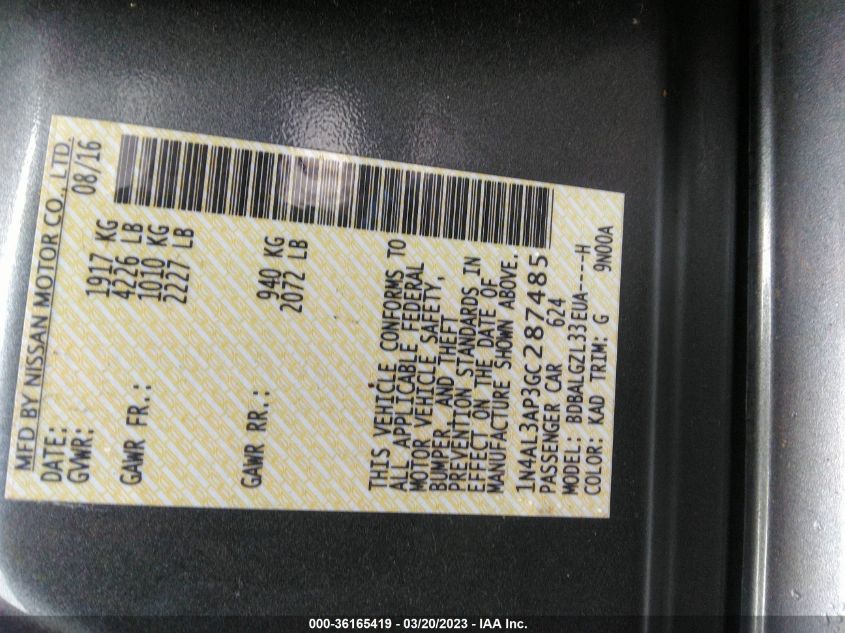 MFD BY NISSAN MOTOR CO., LTD.
DATE: 08/16
GVWR: 1917 KG
4226 LB
GAWR FR.: 1010 KG
2227 LB
GAWR RR.: 940 KG
2072 LB
THIS VEHICLE CONFORMS TO
ALL APPLICABLE FEDERAL
MOTOR VEHICLE SAFETY,
BUMPER, AND THEFT
PREVENTION STANDARDS IN
EFFECT ON THE DATE OF
MANUFACTURE SHOWN ABOVE.
1N4AL3AP3GC287485
PASSENGER CAR 624
MODEL: BDBALGZL33EUA----H
COLOR: KAD TRIM: G 9N00A
000-36165419 - 03/20/2023 - IAA Inc.